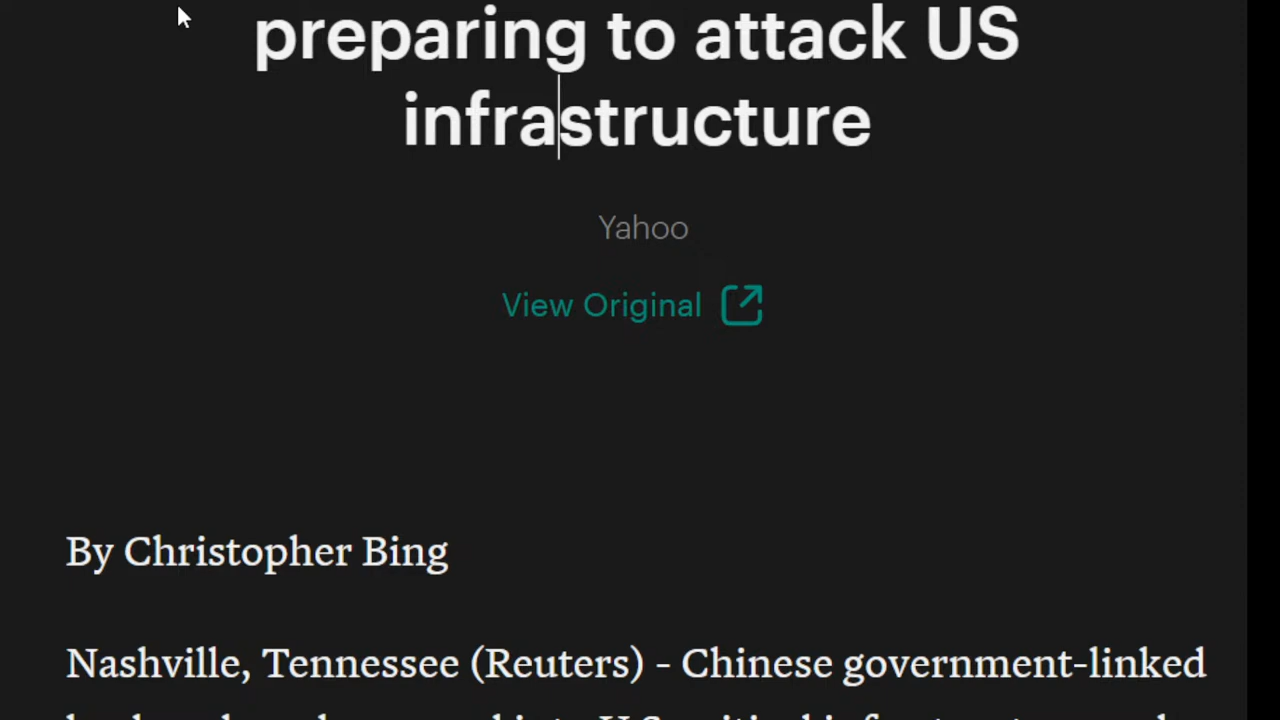 preparing to attack US
infrastructure
Yahoo
View Original
By Christopher Bing
Nashville, Tennessee (Reuters) - Chinese government-linked